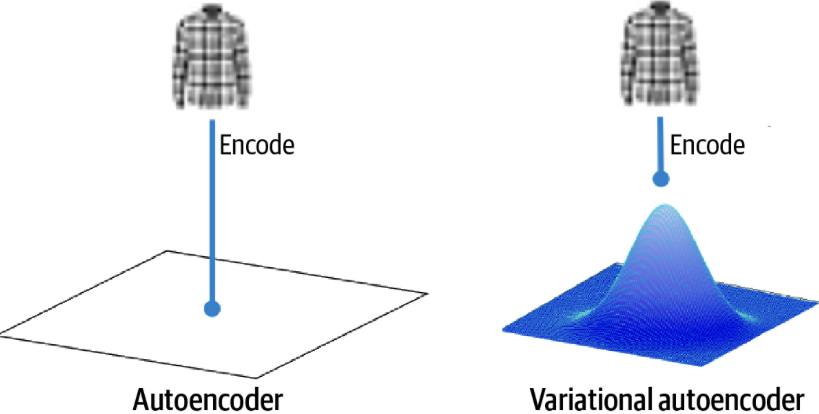 Encode
Encode
Autoencoder
Variational autoencoder